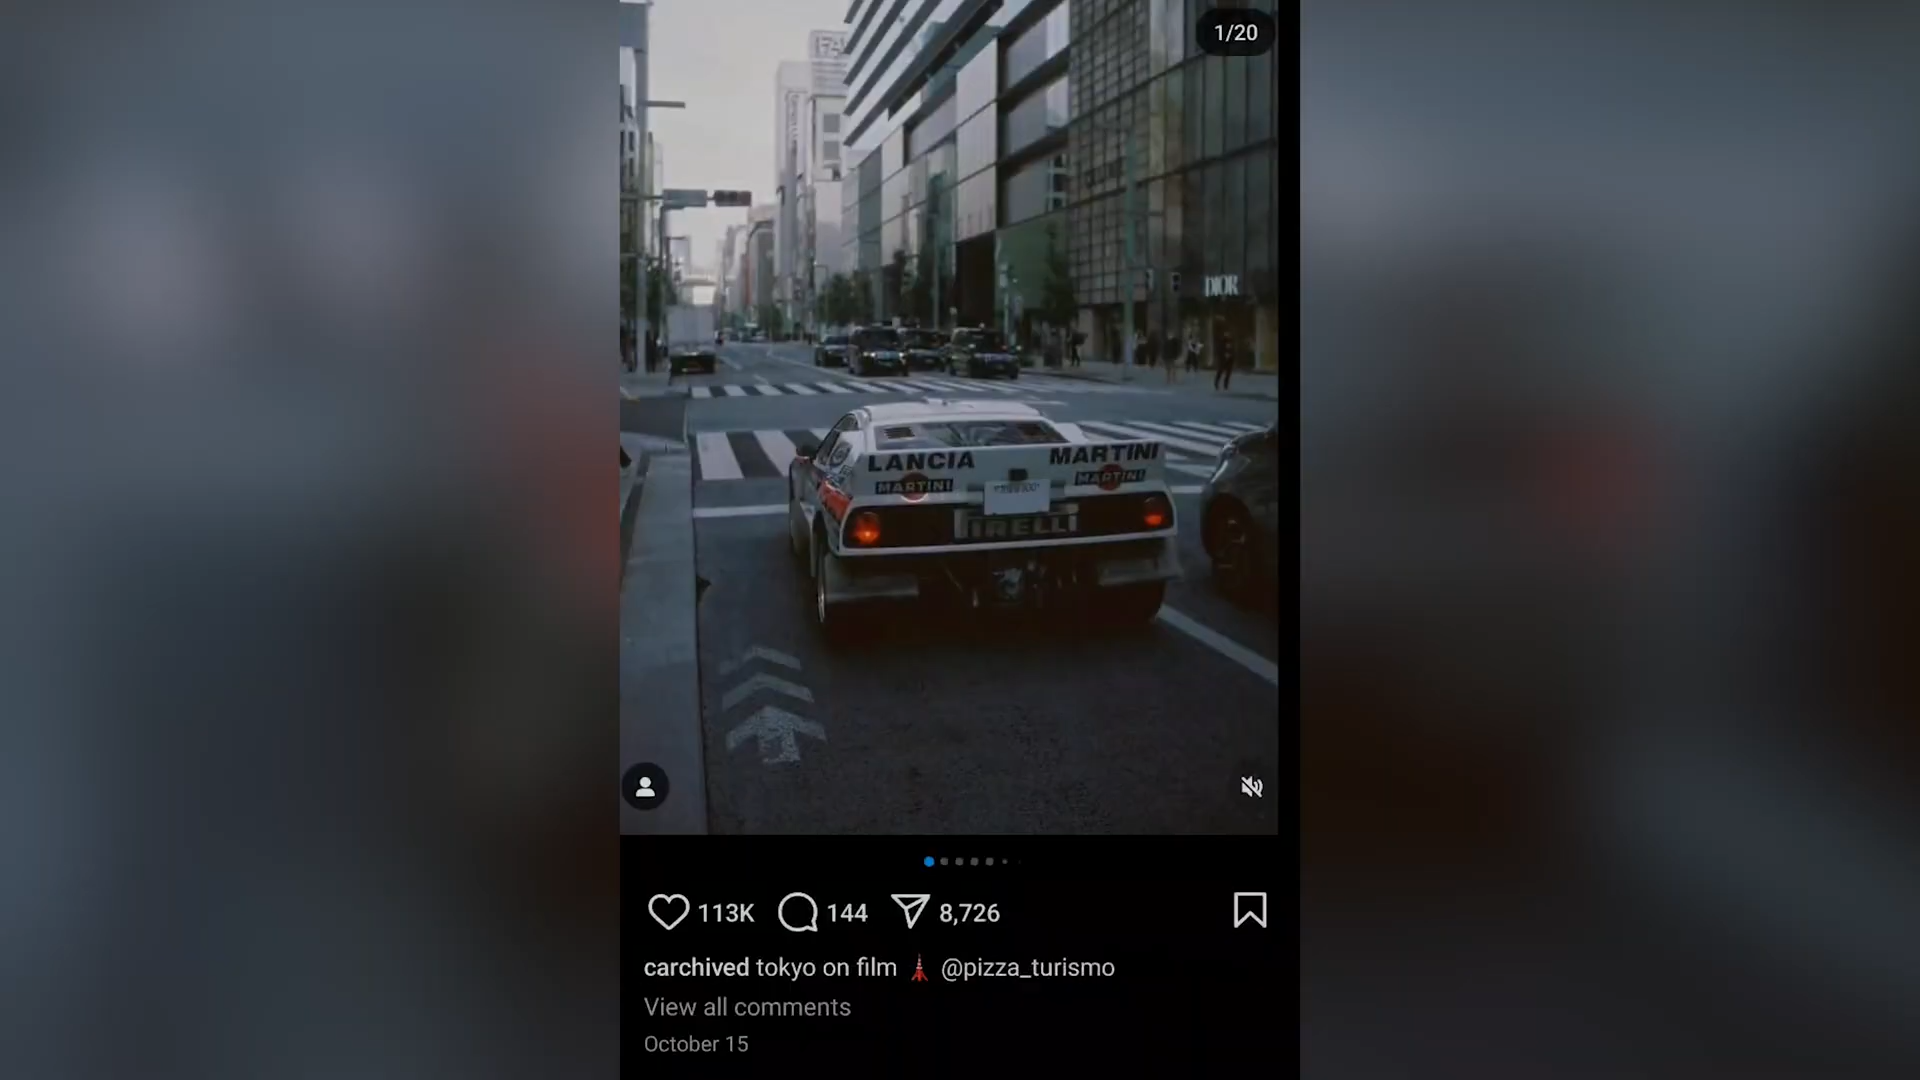 1/20
DIOR
LANCIA
MARTINI
MARTINI
MARTINI
PIRELLI
113K
144
8,726
carchived tokyo on film @pizza_turismo
View all comments
October 15